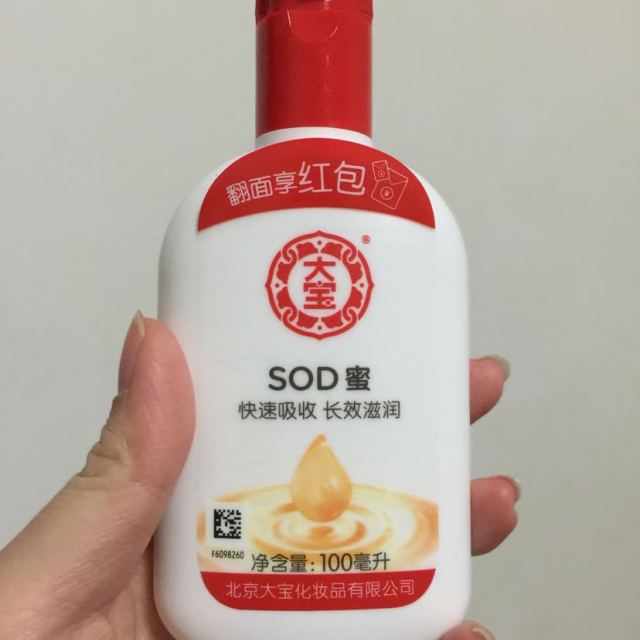 翻面享红包
大宝®
SOD蜜
快速吸收 长效滋润
F6098260
净含量:100毫升
北京大宝化妆品有限公司